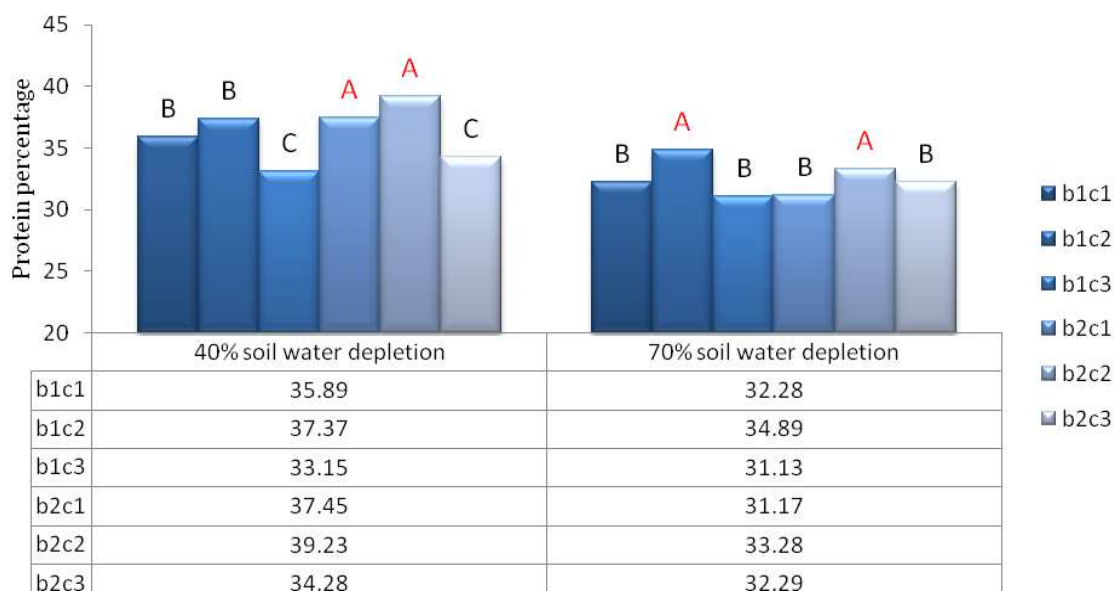 45
40
35
30
25
20
Protein percentage
B
B
C
A
A
C
B
A
B
B
A
B
b1c1
b1c2
b1c3
b2c1
b2c2
b2c3
40% soil water depletion 70% soil water depletion
b1c1 35.89 32.28
b1c2 37.37 34.89
b1c3 33.15 31.13
b2c1 37.45 31.17
b2c2 39.23 33.28
b2c3 34.28 32.29